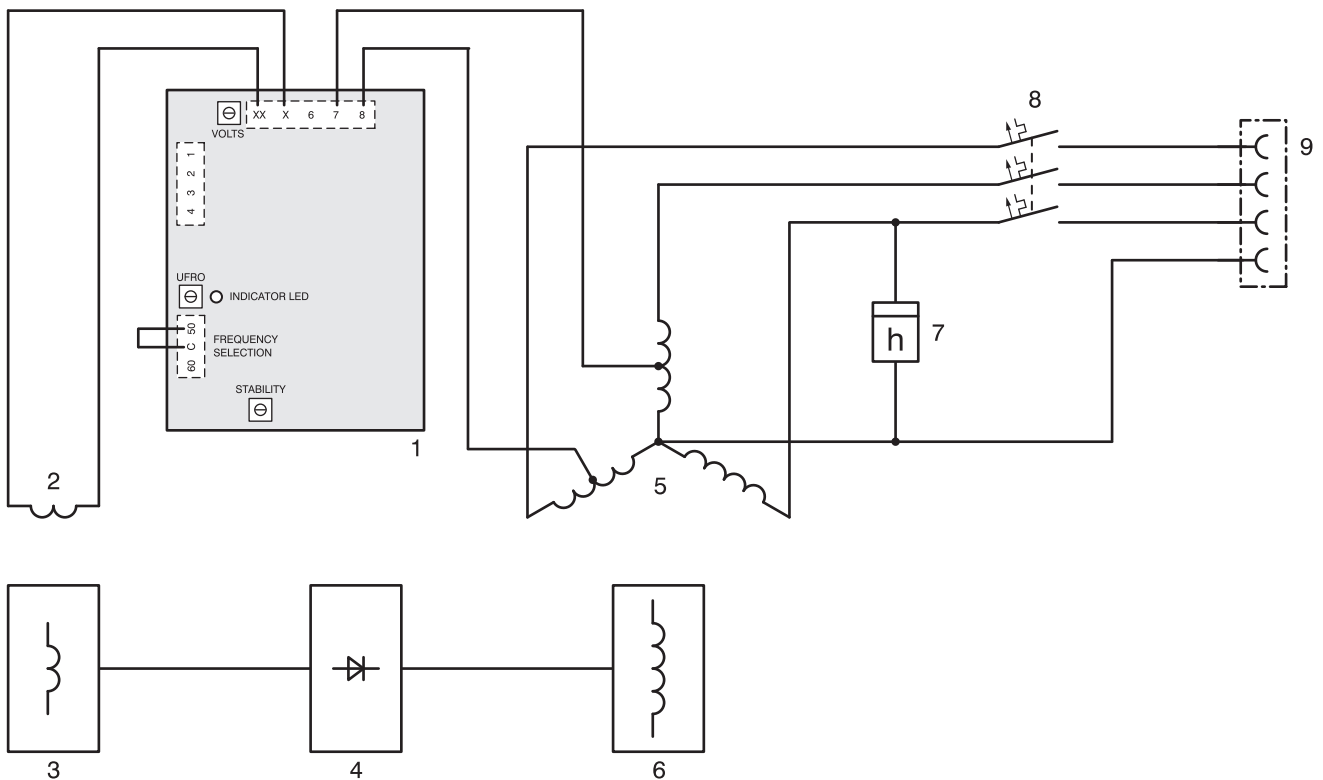 XX X 6 7 8
VOLTS
1
2
3
4
UFRO
INDICATOR LED
50
C
60
FREQUENCY
SELECTION
STABILITY
1
2
3
4
5
6
h
7
8
9